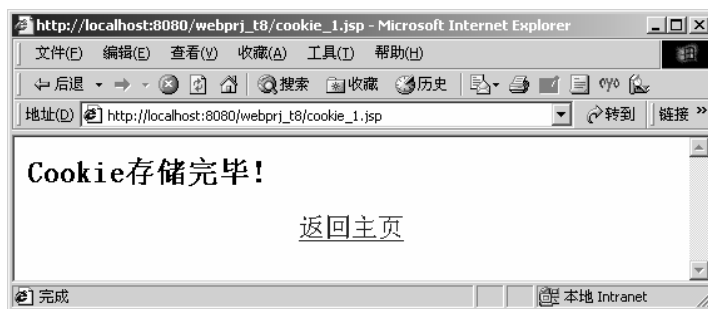 http://localhost:8080/webprj_t8/cookie_1.jsp - Microsoft Internet Explorer
文件(F) 编辑(E) 查看(V) 收藏(A) 工具(T) 帮助(H)
后退 搜索 收藏 历史
地址(D) http://localhost:8080/webprj_t8/cookie_1.jsp 转到 链接 »
Cookie存储完毕!
返回主页
完成 本地 Intranet